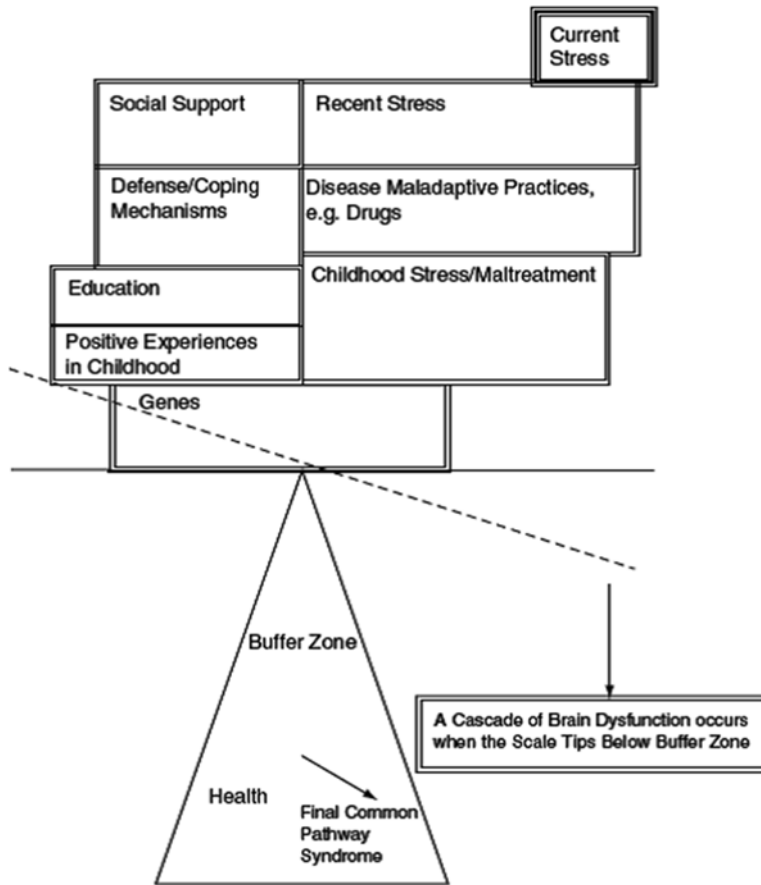 Current
Stress
Social Support
Recent Stress
Defense/Coping
Mechanisms
Disease Maladaptive Practices,
e.g. Drugs
Education
Childhood Stress/Maltreatment
Positive Experiences
in Childhood
Genes
Buffer Zone
A Cascade of Brain Dysfunction occurs
when the Scale Tips Below Buffer Zone
Health
Final Common
Pathway
Syndrome